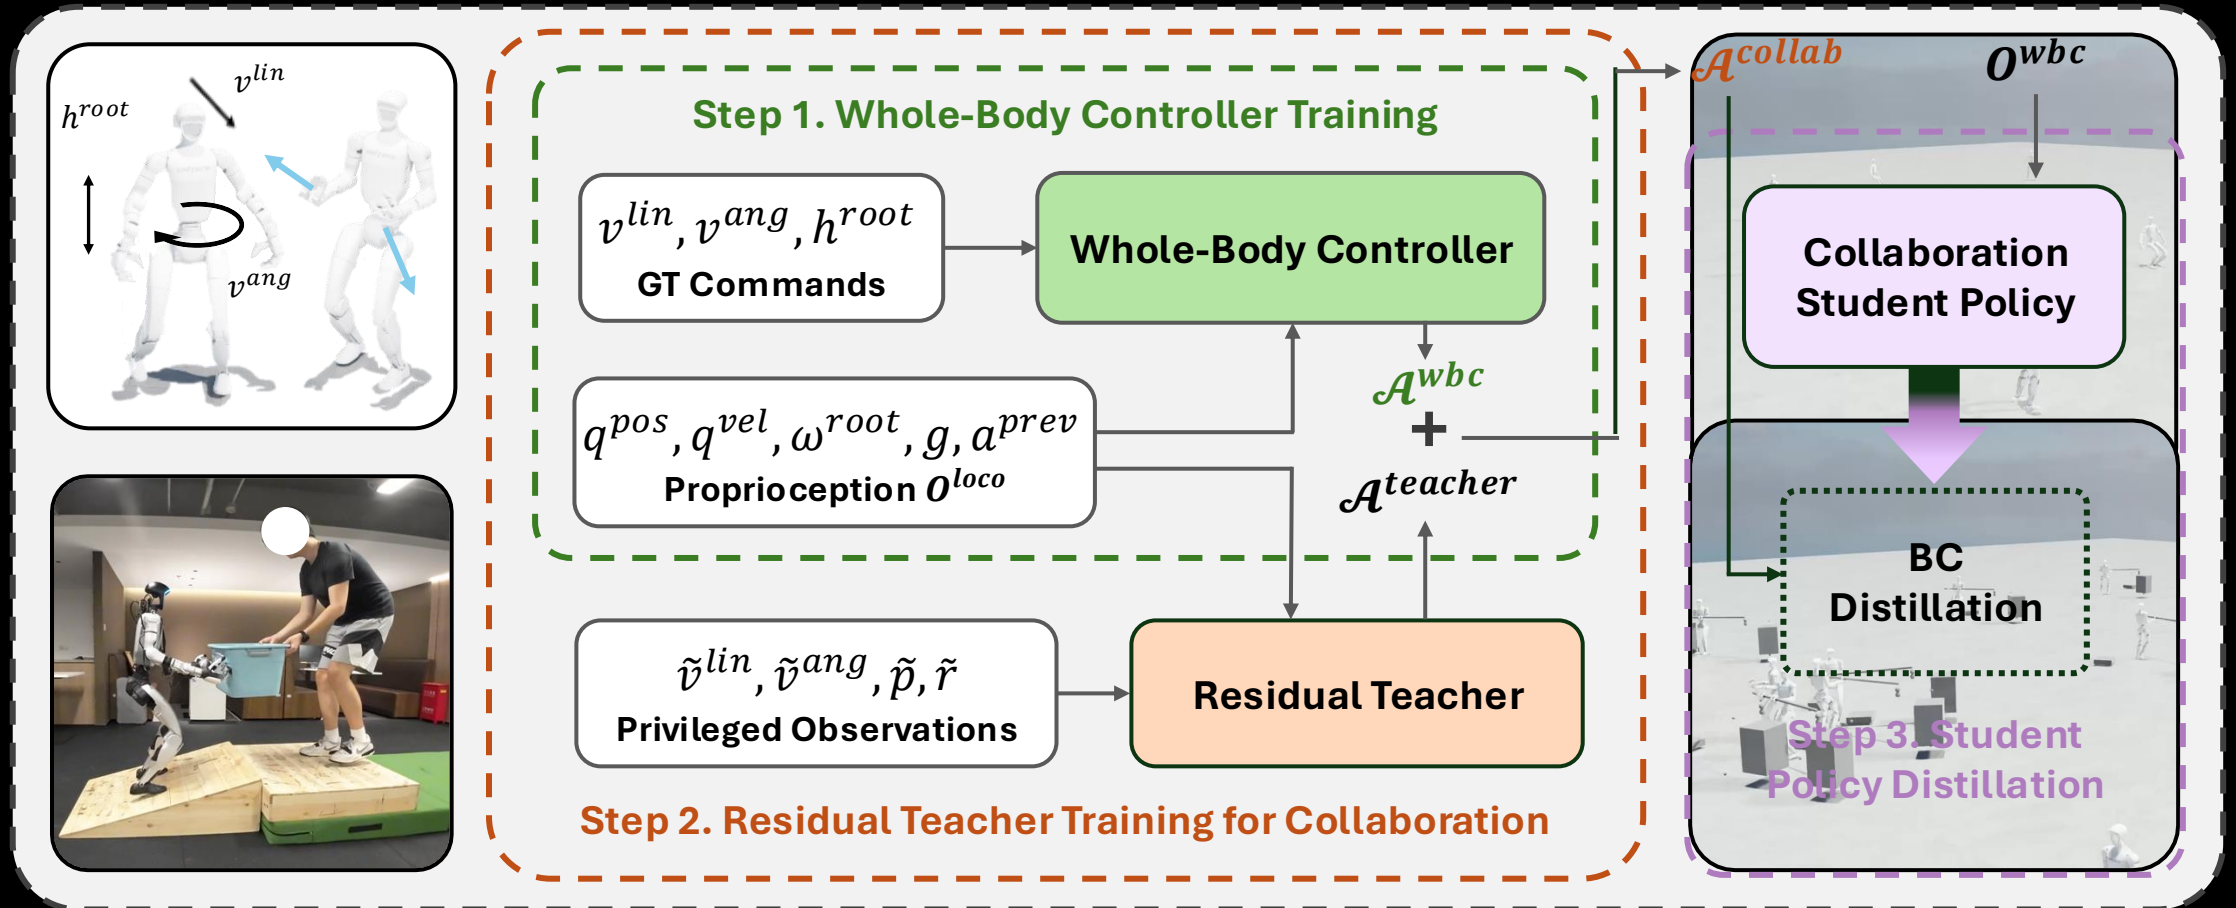 v^lin
h^root
v^ang
Step 1. Whole-Body Controller Training
v^lin, v^ang, h^root
GT Commands
Whole-Body Controller
q^pos, q^vel, ω^root, g, a^prev
Proprioception O^loco
𝒜^wbc
+
𝒜^teacher
ṽ^lin, ṽ^ang, p̃, r̃
Privileged Observations
Residual Teacher
Step 2. Residual Teacher Training for Collaboration
𝒜^collab
O^wbc
Collaboration
Student Policy
BC
Distillation
Step 3. Student
Policy Distillation